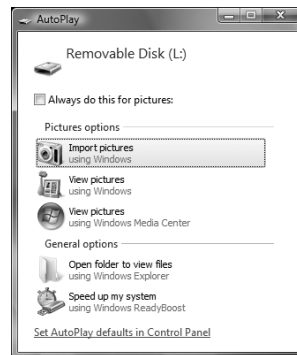 AutoPlay
Removable Disk (L:)
Always do this for pictures:
Pictures options
Import pictures
using Windows
View pictures
using Windows
View pictures
using Windows Media Center
General options
Open folder to view files
using Windows Explorer
Speed up my system
using Windows ReadyBoost
Set AutoPlay defaults in Control Panel